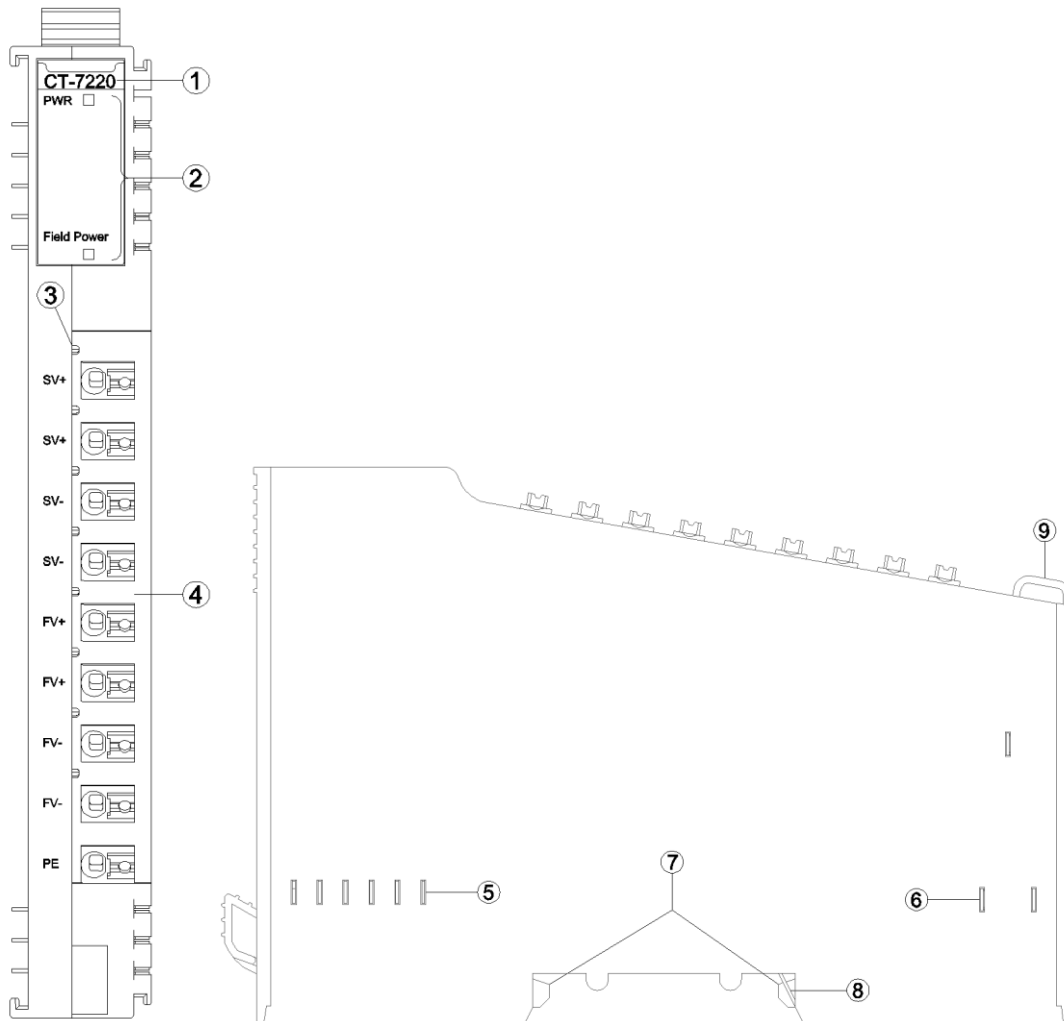 CT-7220
①
PWR
②
Field Power
③
SV+
SV+
SV-
SV-
④
FV+
FV+
FV-
FV-
PE
⑨
⑦
⑤
⑥
⑧